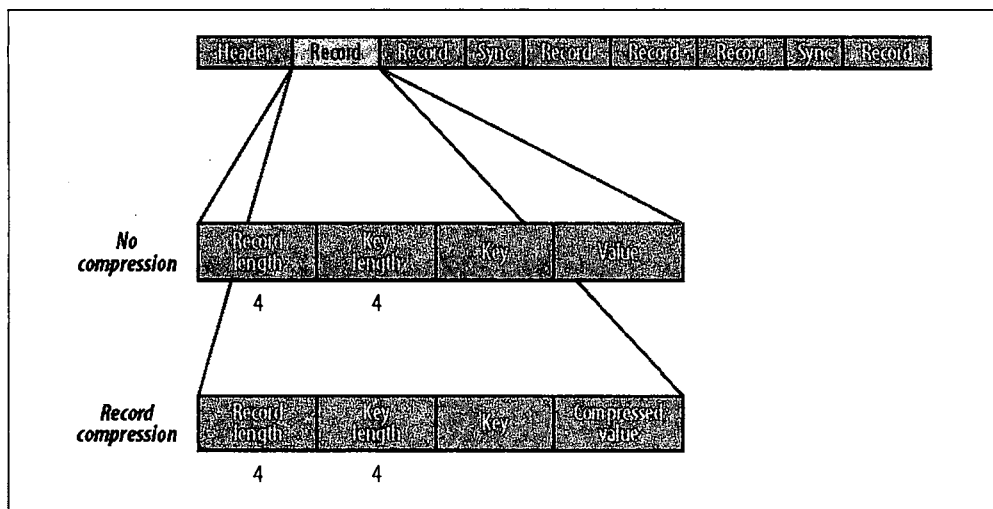 Header Record Record Sync Record Record Record Sync Record
No
compression
Record
length
Key
length
Key
Value
4 4
Record
compression
Record
length
Key
length
Key
Compressed
value
4 4